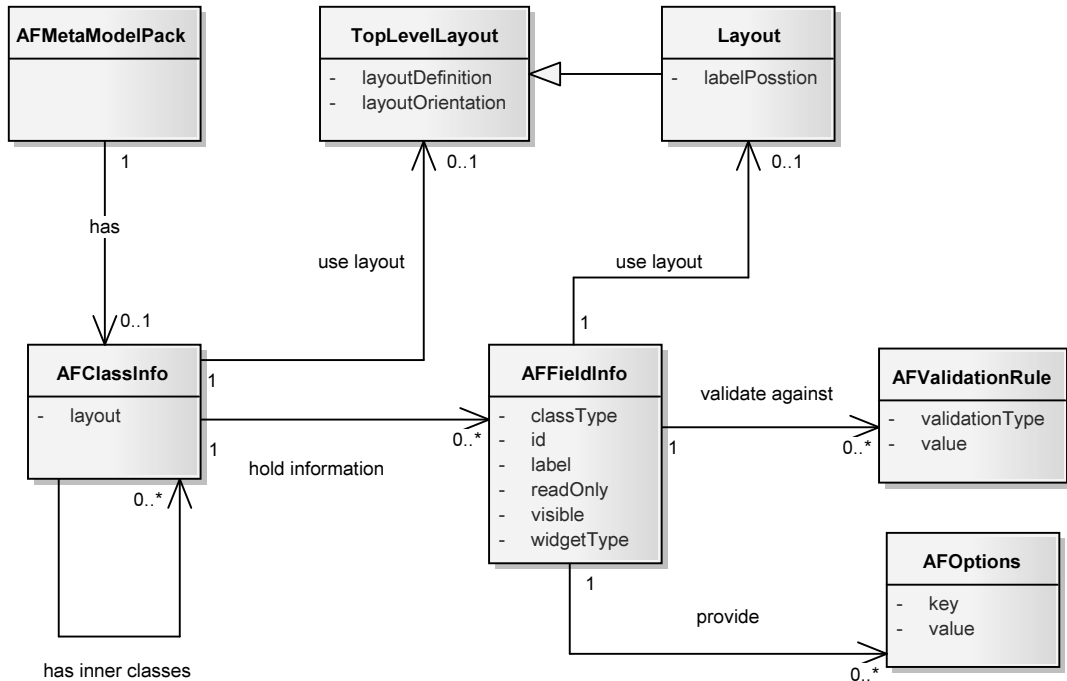 AFMetaModelPack
TopLevelLayout
- layoutDefinition
- layoutOrientation
Layout
- labelPosstion
1
has
0..1
0..1
use layout
0..1
use layout
1
AFClassInfo
- layout
1
1
0..*
hold information
0..*
has inner classes
AFFieldInfo
- classType
- id
- label
- readOnly
- visible
- widgetType
1
validate against
0..*
AFValidationRule
- validationType
- value
1
provide
0..*
AFOptions
- key
- value